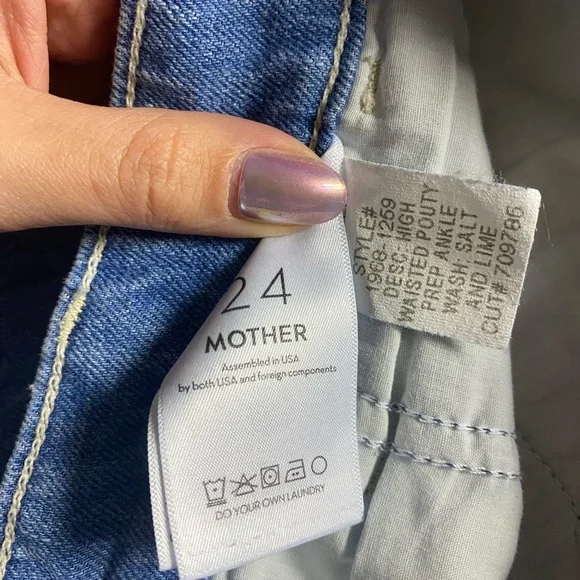 24
MOTHER
Assembled in USA
by both USA and foreign components
DO YOUR OWN LAUNDRY
STYLE#
1968-1259
DESC: HIGH
WAISTED POUTY
PREP ANKLE
WASH: SALT
AND LIME
CUT# 709786